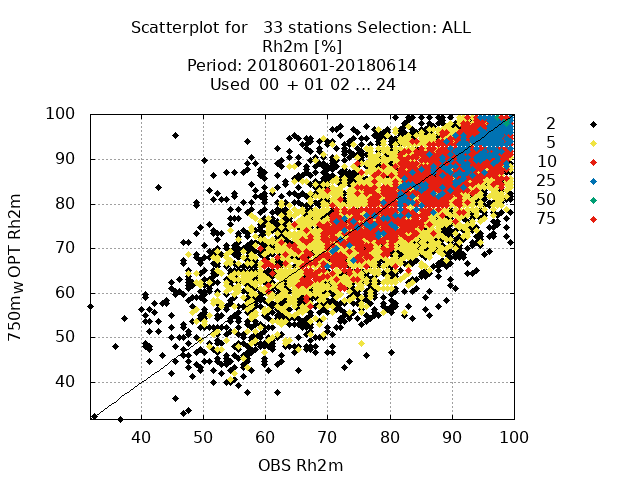 Scatterplot for 33 stations Selection: ALL
Rh2m [%]
Period: 20180601-20180614
Used 00 + 01 02 ... 24
750m_W OPT Rh2m
100
90
80
70
60
50
40
40 50 60 70 80 90 100
OBS Rh2m
2
5
10
25
50
75